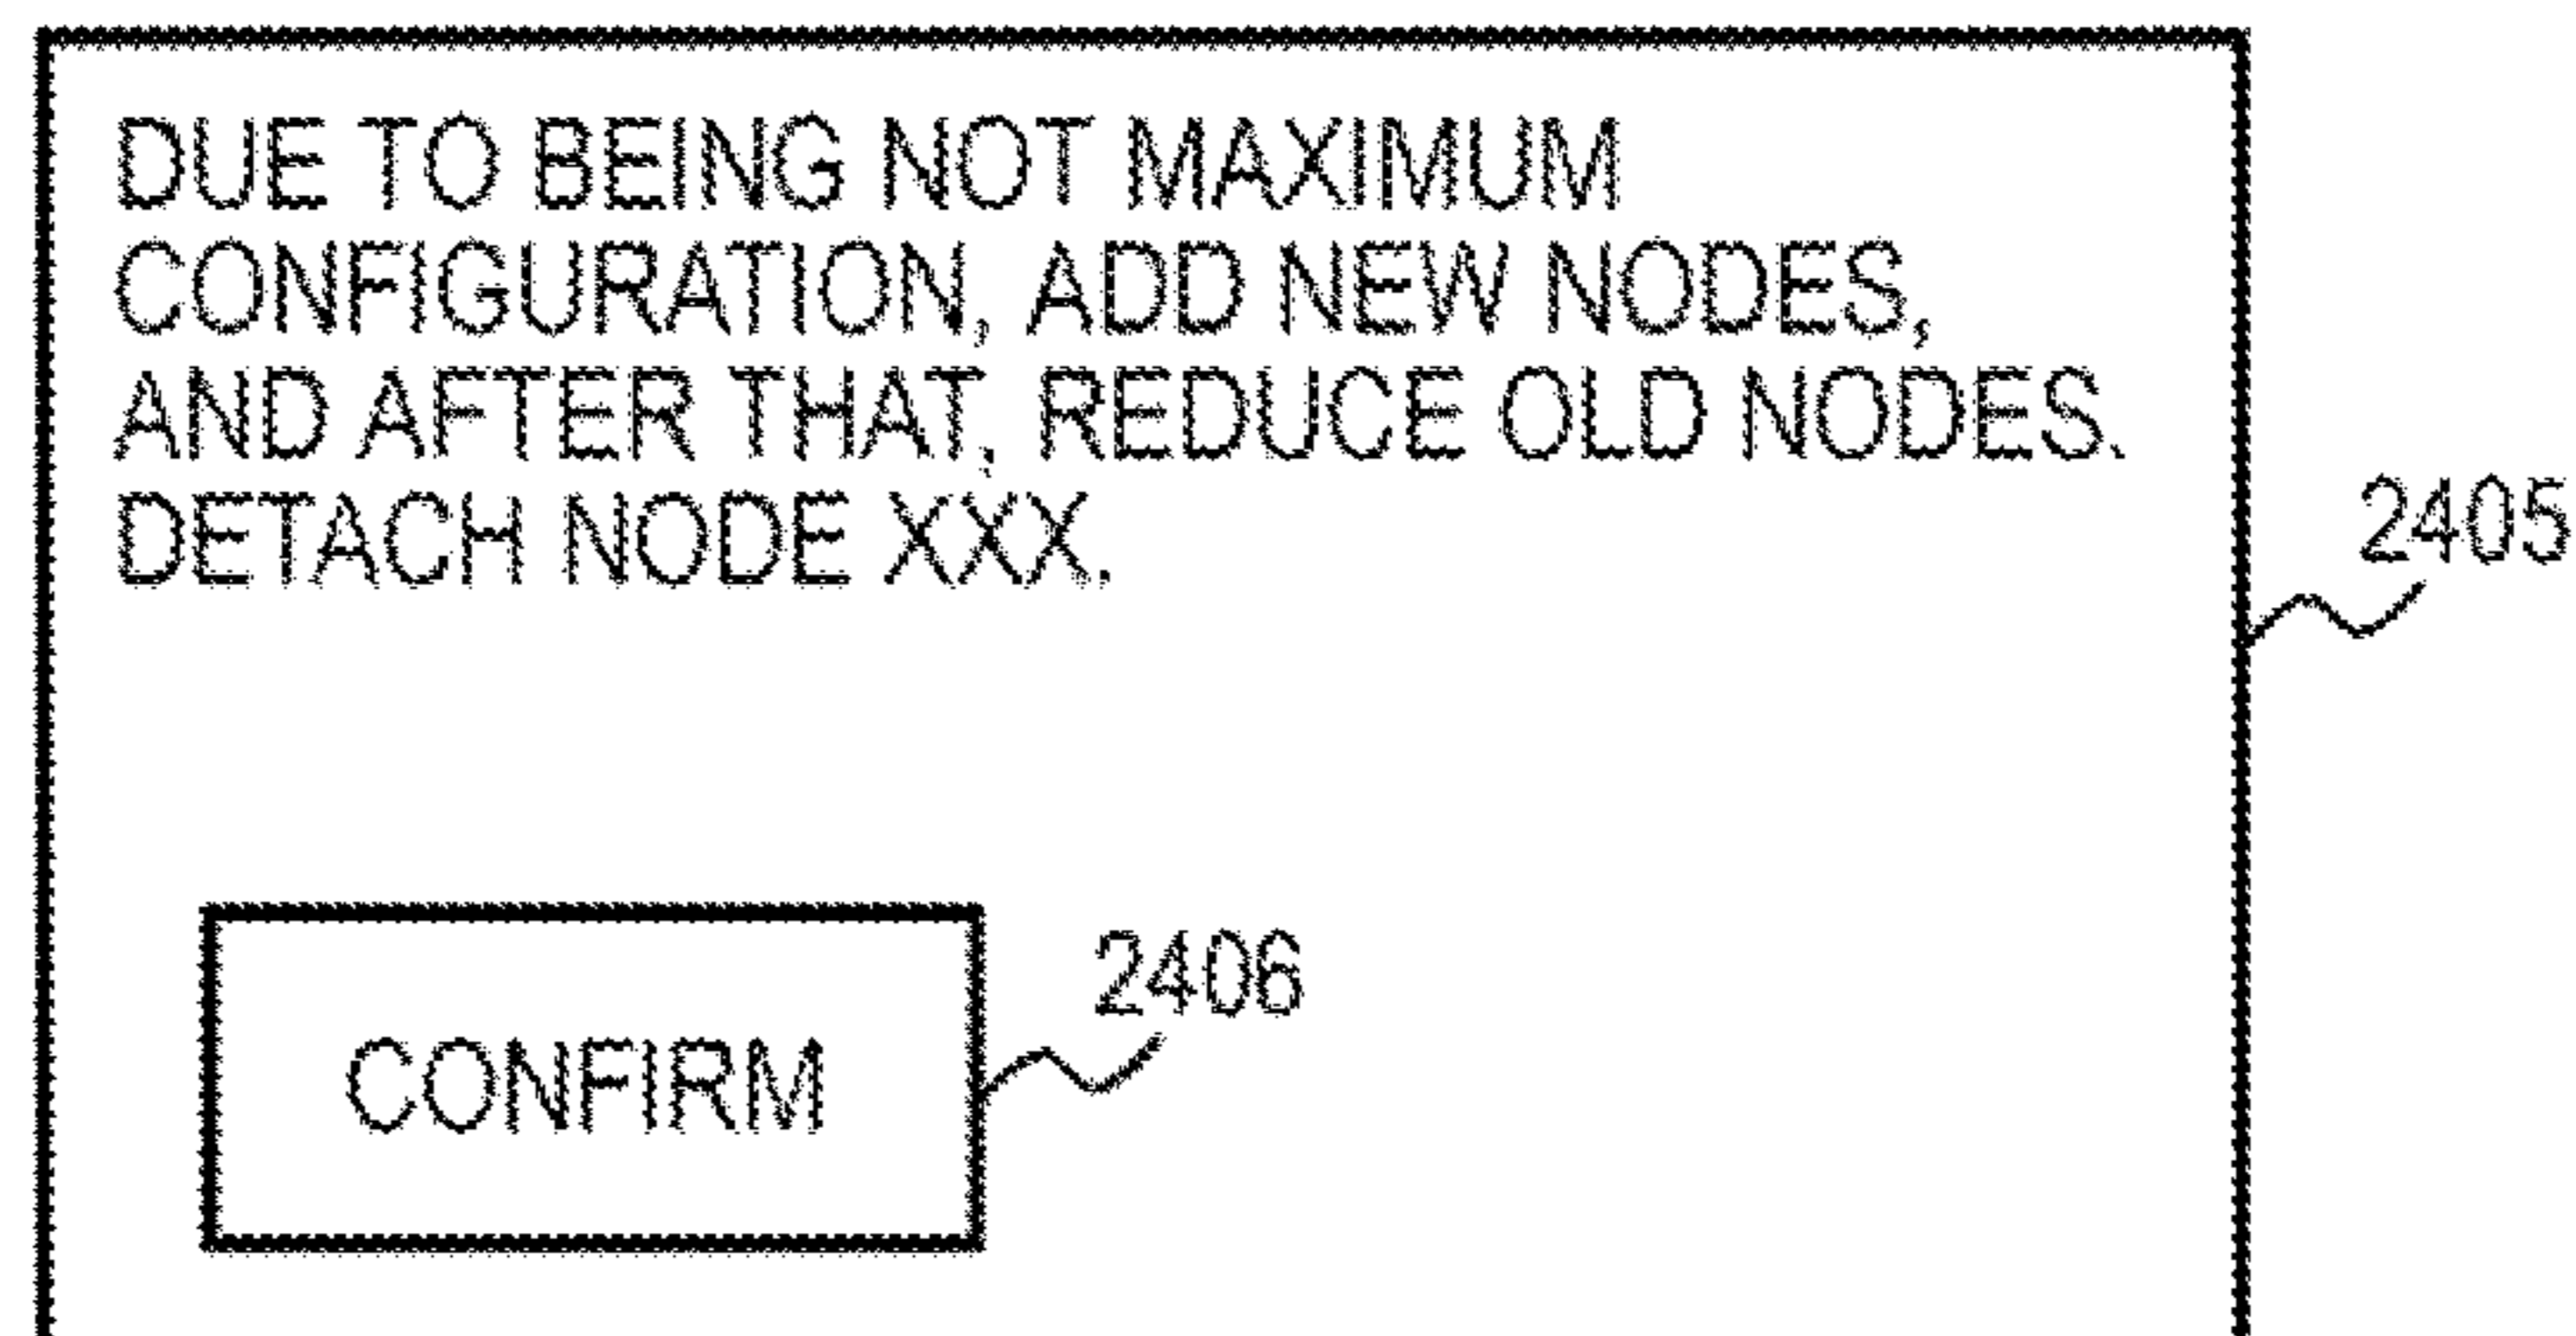 DUE TO BEING NOT MAXIMUM
CONFIGURATION, ADD NEW NODES,
AND AFTER THAT, REDUCE OLD NODES.
DETACH NODE XXX.
2405
2406
CONFIRM